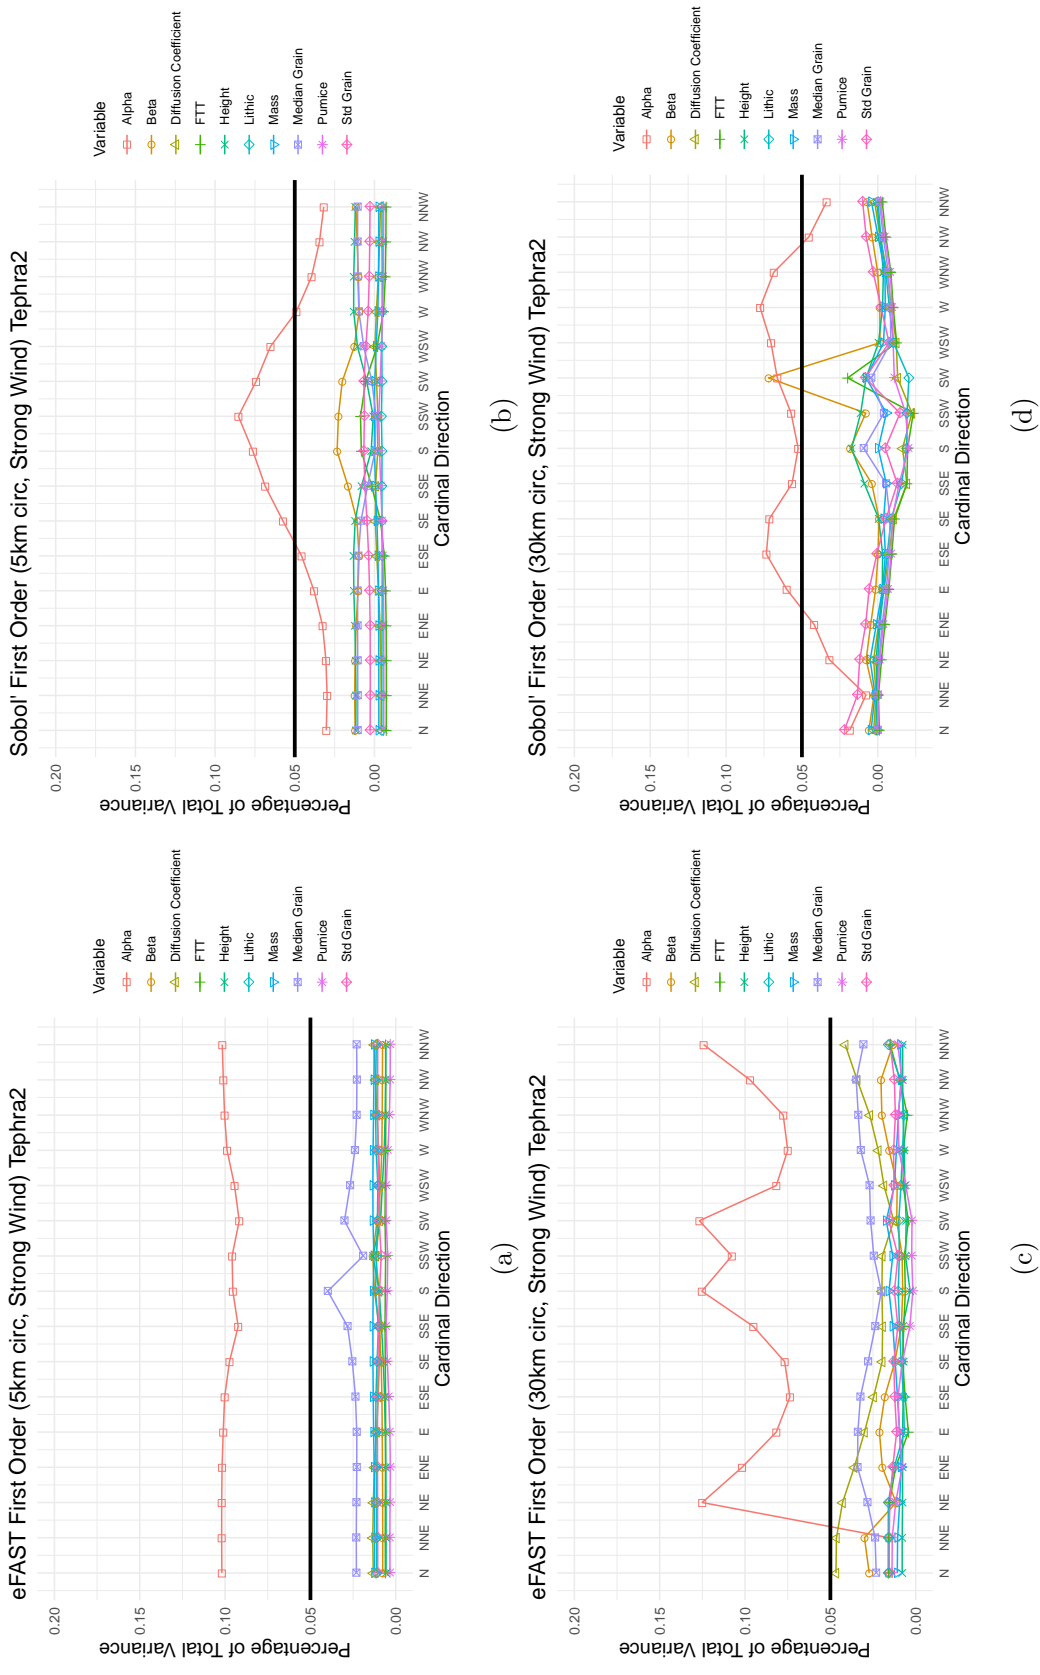 eFAST First Order (5km circ, Strong Wind) Tephra2
Percentage of Total Variance
0.20
0.15
0.10
0.05
0.00
N NNE NE ENE E ESE SE SSE S SSW SW WSW W WNW NW NNW
Cardinal Direction
Variable
Alpha
Beta
Diffusion Coefficient
FTT
Height
Lithic
Mass
Median Grain
Pumice
Std Grain
(a)
Sobol' First Order (5km circ, Strong Wind) Tephra2
Percentage of Total Variance
0.20
0.15
0.10
0.05
0.00
N NNE NE ENE E ESE SE SSE S SSW SW WSW W WNW NW NNW
Cardinal Direction
Variable
Alpha
Beta
Diffusion Coefficient
FTT
Height
Lithic
Mass
Median Grain
Pumice
Std Grain
(b)
eFAST First Order (30km circ, Strong Wind) Tephra2
Percentage of Total Variance
0.20
0.15
0.10
0.05
0.00
N NNE NE ENE E ESE SE SSE S SSW SW WSW W WNW NW NNW
Cardinal Direction
Variable
Alpha
Beta
Diffusion Coefficient
FTT
Height
Lithic
Mass
Median Grain
Pumice
Std Grain
(c)
Sobol' First Order (30km circ, Strong Wind) Tephra2
Percentage of Total Variance
0.20
0.15
0.10
0.05
0.00
N NNE NE ENE E ESE SE SSE S SSW SW WSW W WNW NW NNW
Cardinal Direction
Variable
Alpha
Beta
Diffusion Coefficient
FTT
Height
Lithic
Mass
Median Grain
Pumice
Std Grain
(d)